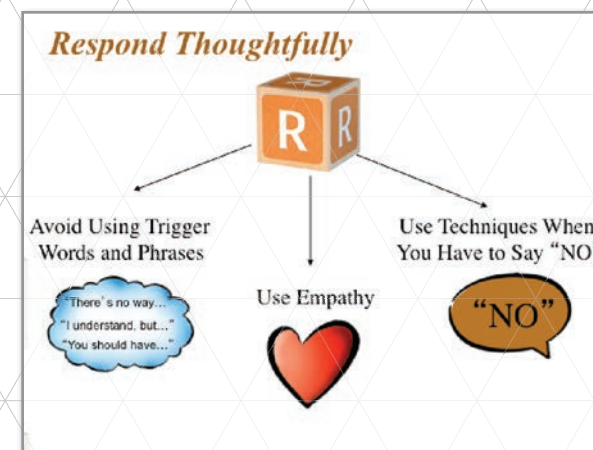 Respond Thoughtfully
R
R
R
Avoid Using Trigger
Words and Phrases
"There's no way...
"I understand, but..."
"You should have..."
Use Empathy
Use Techniques When
You Have to Say "NO
"NO"